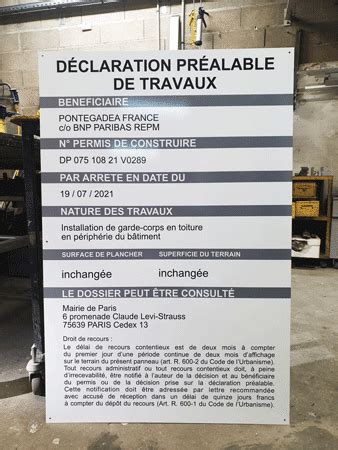 DÉCLARATION PRÉALABLE
DE TRAVAUX
BENEFICIAIRE
PONTEGADEA FRANCE
c/o BNP PARIBAS REPM
N° PERMIS DE CONSTRUIRE
DP 075 108 21 V0289
PAR ARRETE EN DATE DU
19 / 07 / 2021
NATURE DES TRAVAUX
Installation de garde-corps en toiture
en périphérie du bâtiment
SURFACE DE PLANCHER SUPERFICIE DU TERRAIN
inchangée inchangée
LE DOSSIER PEUT ÊTRE CONSULTÉ
Mairie de Paris
6 promenade Claude Levi-Strauss
75639 PARIS Cedex 13
Droit de recours :
Le délai de recours contentieux est de deux mois à compter
du premier jour d'une période continue de deux mois d'affichage
sur le terrain du présent panneau (art. R. 600-2 du Code de l'Urbanisme).
Tout recours administratif ou tout recours contentieux doit, à peine
d'irrecevabilité, être notifié à l'auteur de la décision et au bénéficiaire
du permis ou de la décision prise sur la déclaration préalable.
Cette notification doit être adressée par lettre recommandée
avec accusé de réception dans un délai de quinze jours francs
à compter du dépôt du recours (Art. R. 600-1 du Code de l'Urbanisme).